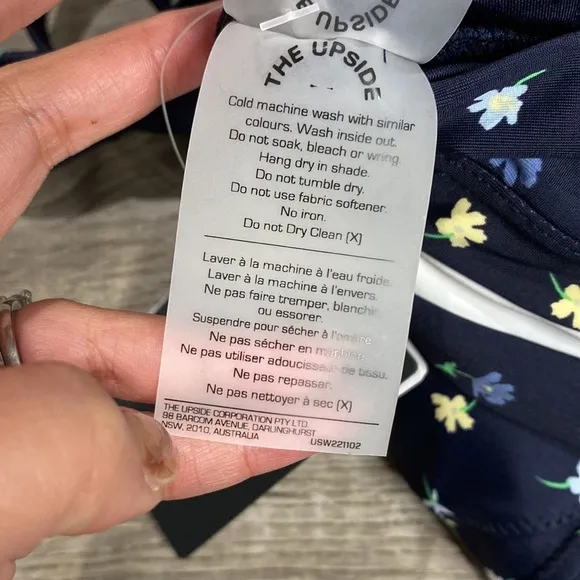 THE UPSIDE
THE UPSIDE
Cold machine wash with similar
colours. Wash inside out.
Do not soak, bleach or wring.
Hang dry in shade.
Do not tumble dry.
Do not use fabric softener.
No iron.
Do not Dry Clean (X)
Laver à la machine à l'eau froide.
Laver à la machine à l'envers.
Ne pas faire tremper, blanchir
ou essorer.
Suspendre pour sécher à l'ombre.
Ne pas sécher en machine.
Ne pas utiliser adoucisseur de tissu.
Ne pas repasser.
Ne pas nettoyer à sec (X)
THE UPSIDE CORPORATION PTY LTD.
98 BARCOM AVENUE, DARLINGHURST
NSW, 2010, AUSTRALIA USW221102